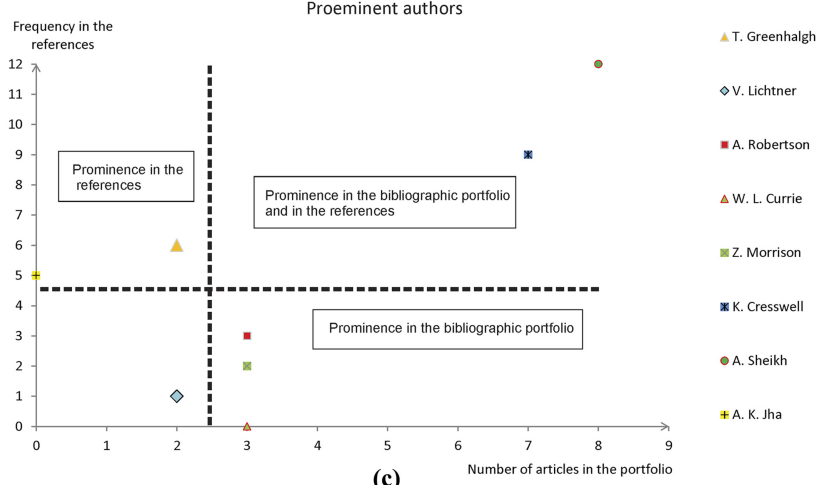 Proeminent authors
Frequency in the
references
12
11
10
9
8
7
6
5
4
3
2
1
0
Prominence in the
references
Prominence in the bibliographic portfolio
and in the references
Prominence in the bibliographic portfolio
0 1 2 3 4 5 6 7 8 9
Number of articles in the portfolio
(c)
T. Greenhalgh
V. Lichtner
A. Robertson
W. L. Currie
Z. Morrison
K. Cresswell
A. Sheikh
A. K. Jha